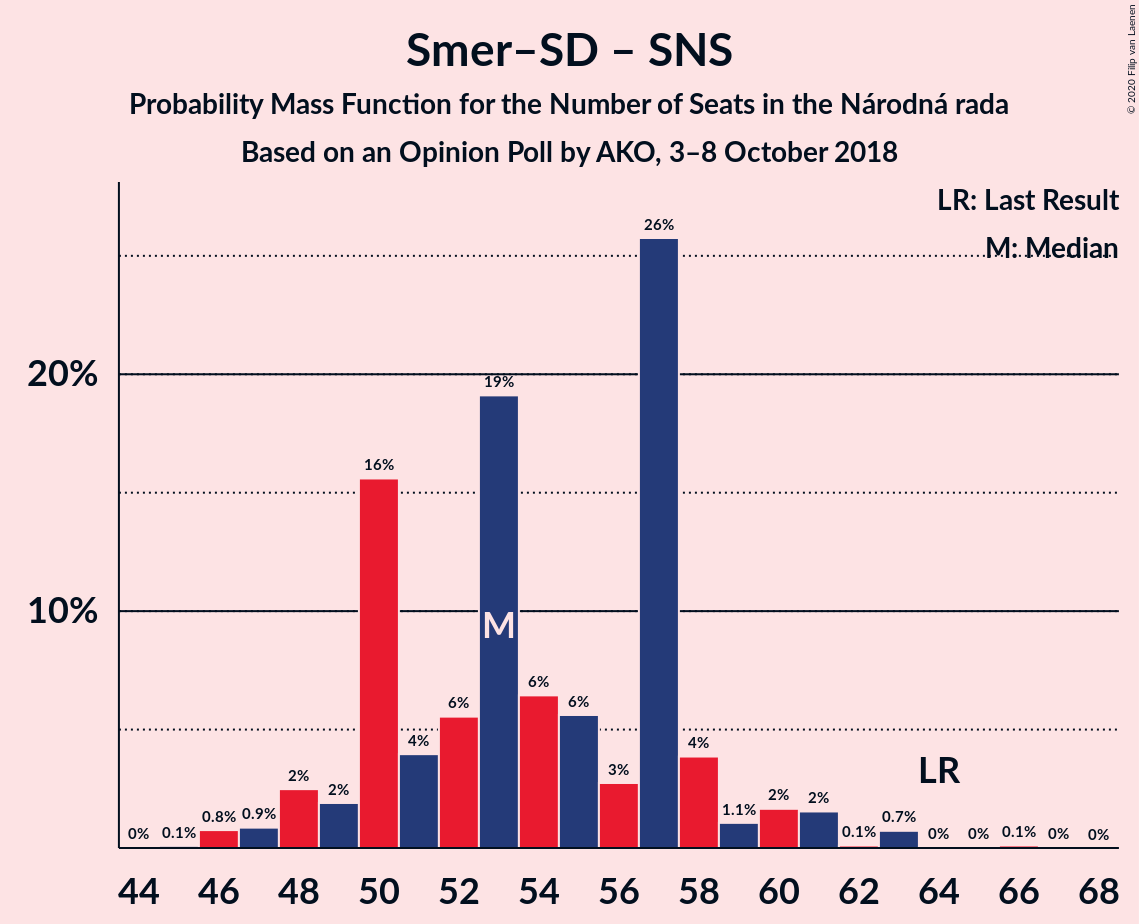 Smer–SD – SNS
Probability Mass Function for the Number of Seats in the Národná rada
Based on an Opinion Poll by AKO, 3–8 October 2018
© 2020 Filip van Laenen
LR: Last Result
M: Median
20%
10%
0% 0.1% 0.8% 0.9% 2% 2% 16% 4% 6% 19% 6% 6% 3% 26% 4% 1.1% 2% 2% 0.1% 0.7% 0% 0% 0.1% 0% 0%
M
LR
44 46 48 50 52 54 56 58 60 62 64 66 68